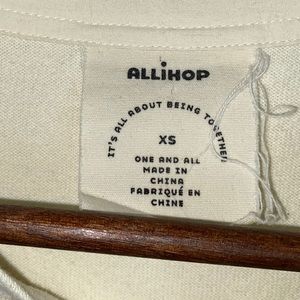 ALLiHOP
IT'S ALL ABOUT BEING TOGETHER
XS
ONE AND ALL
MADE IN
CHINA
FABRIQUÉ EN
CHINE